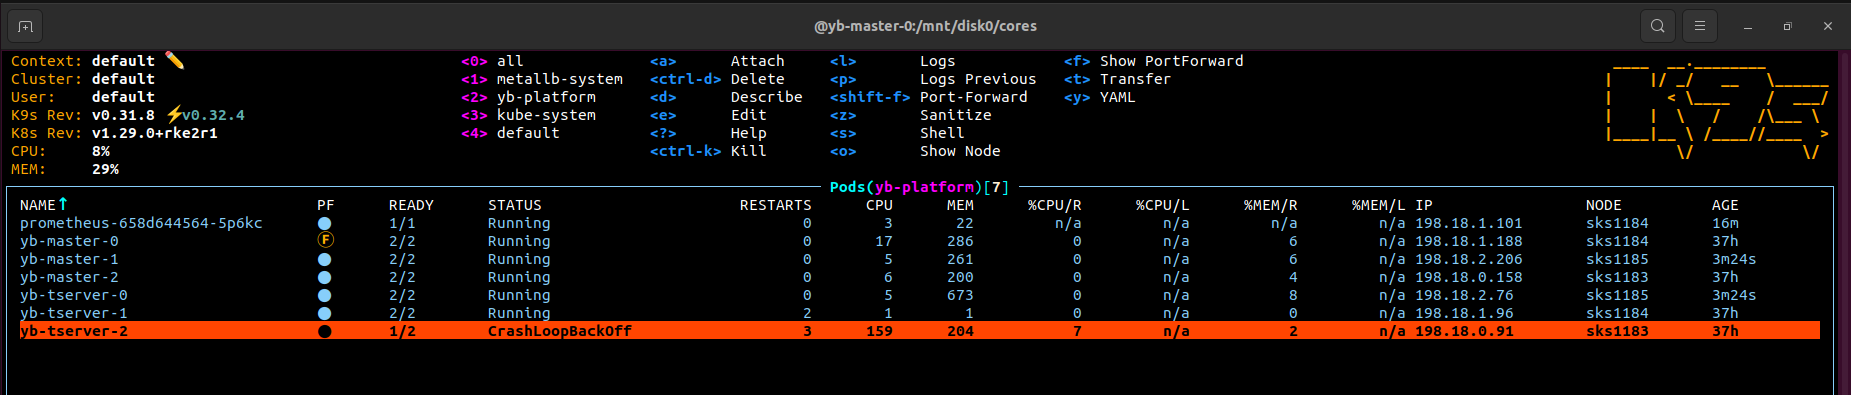 @yb-master-0:/mnt/disk0/cores
Context: default
Cluster: default
User: default
K9s Rev: v0.31.8 ⚡v0.32.4
K8s Rev: v1.29.0+rke2r1
CPU: 8%
MEM: 29%
<0> all
<1> metallb-system
<2> yb-platform
<3> kube-system
<4> default
<a> Attach
<ctrl-d> Delete
<d> Describe
<e> Edit
<?> Help
<ctrl-k> Kill
<l> Logs
<p> Logs Previous
<shift-f> Port-Forward
<z> Sanitize
<s> Shell
<o> Show Node
<f> Show PortForward
<t> Transfer
<y> YAML
K9s
Pods(yb-platform)[7]
NAME↑ PF READY STATUS RESTARTS CPU MEM %CPU/R %CPU/L %MEM/R %MEM/L IP NODE AGE
prometheus-658d644564-5p6kc ● 1/1 Running 0 3 22 n/a n/a n/a n/a 198.18.1.101 sks1184 16m
yb-master-0 Ⓕ 2/2 Running 0 17 286 0 n/a 6 n/a 198.18.1.188 sks1184 37h
yb-master-1 ● 2/2 Running 0 5 261 0 n/a 6 n/a 198.18.2.206 sks1185 3m24s
yb-master-2 ● 2/2 Running 0 6 200 0 n/a 4 n/a 198.18.0.158 sks1183 37h
yb-tserver-0 ● 2/2 Running 0 5 673 0 n/a 8 n/a 198.18.2.76 sks1185 3m24s
yb-tserver-1 ● 2/2 Running 2 1 1 0 n/a 0 n/a 198.18.1.96 sks1184 37h
yb-tserver-2 ● 1/2 CrashLoopBackOff 3 159 204 7 n/a 2 n/a 198.18.0.91 sks1183 37h